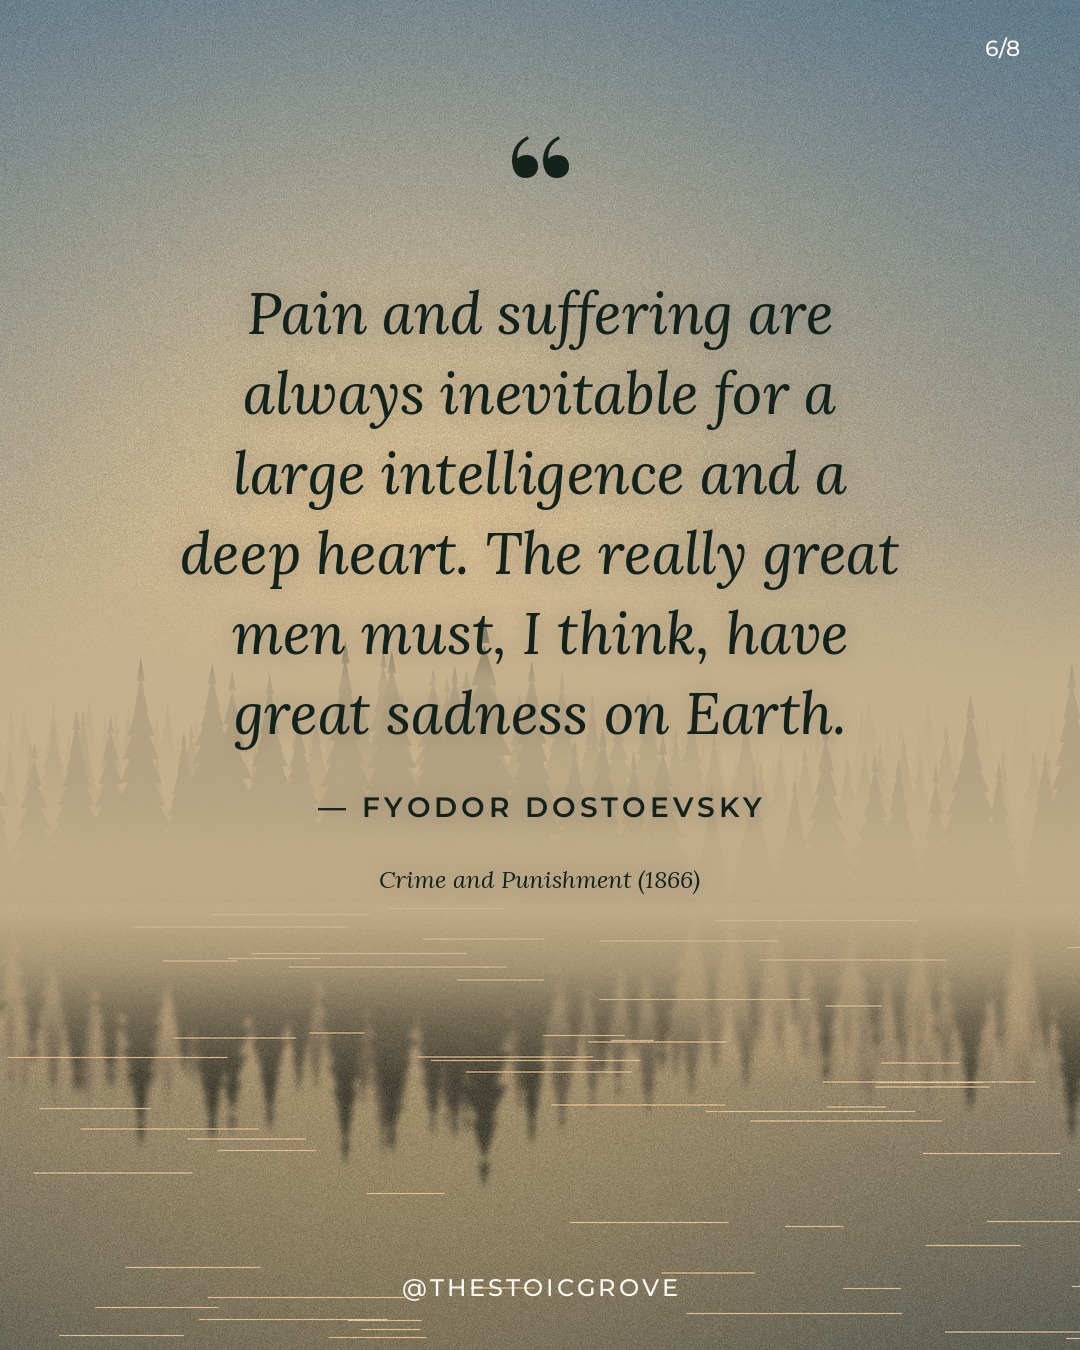 6/8
“
Pain and suffering are
always inevitable for a
large intelligence and a
deep heart. The really great
men must, I think, have
great sadness on Earth.
— FYODOR DOSTOEVSKY
Crime and Punishment (1866)
@THESTOICGROVE